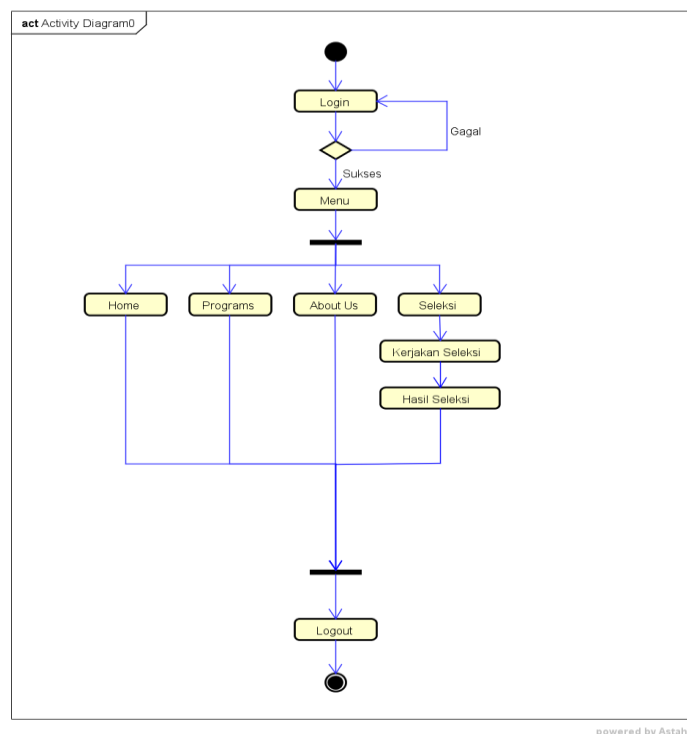 act Activity Diagram0
Login
Gagal
Sukses
Menu
Home
Programs
About Us
Seleksi
Kerjakan Seleksi
Hasil Seleksi
Logout
powered by Astah